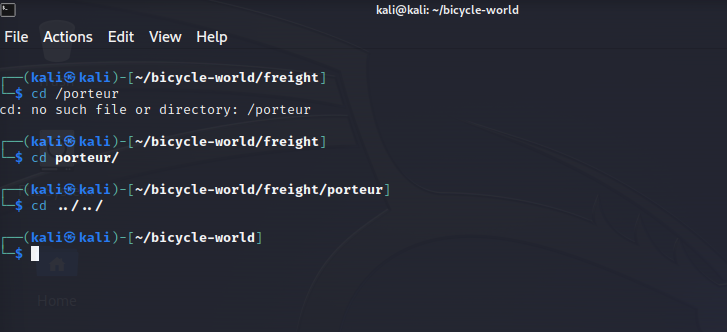 kali@kali: ~/bicycle-world
File Actions Edit View Help
┌──(kali㉿kali)-[~/bicycle-world/freight]
└─$ cd /porteur
cd: no such file or directory: /porteur
┌──(kali㉿kali)-[~/bicycle-world/freight]
└─$ cd porteur/
┌──(kali㉿kali)-[~/bicycle-world/freight/porteur]
└─$ cd ../../
┌──(kali㉿kali)-[~/bicycle-world]
└─$
Home